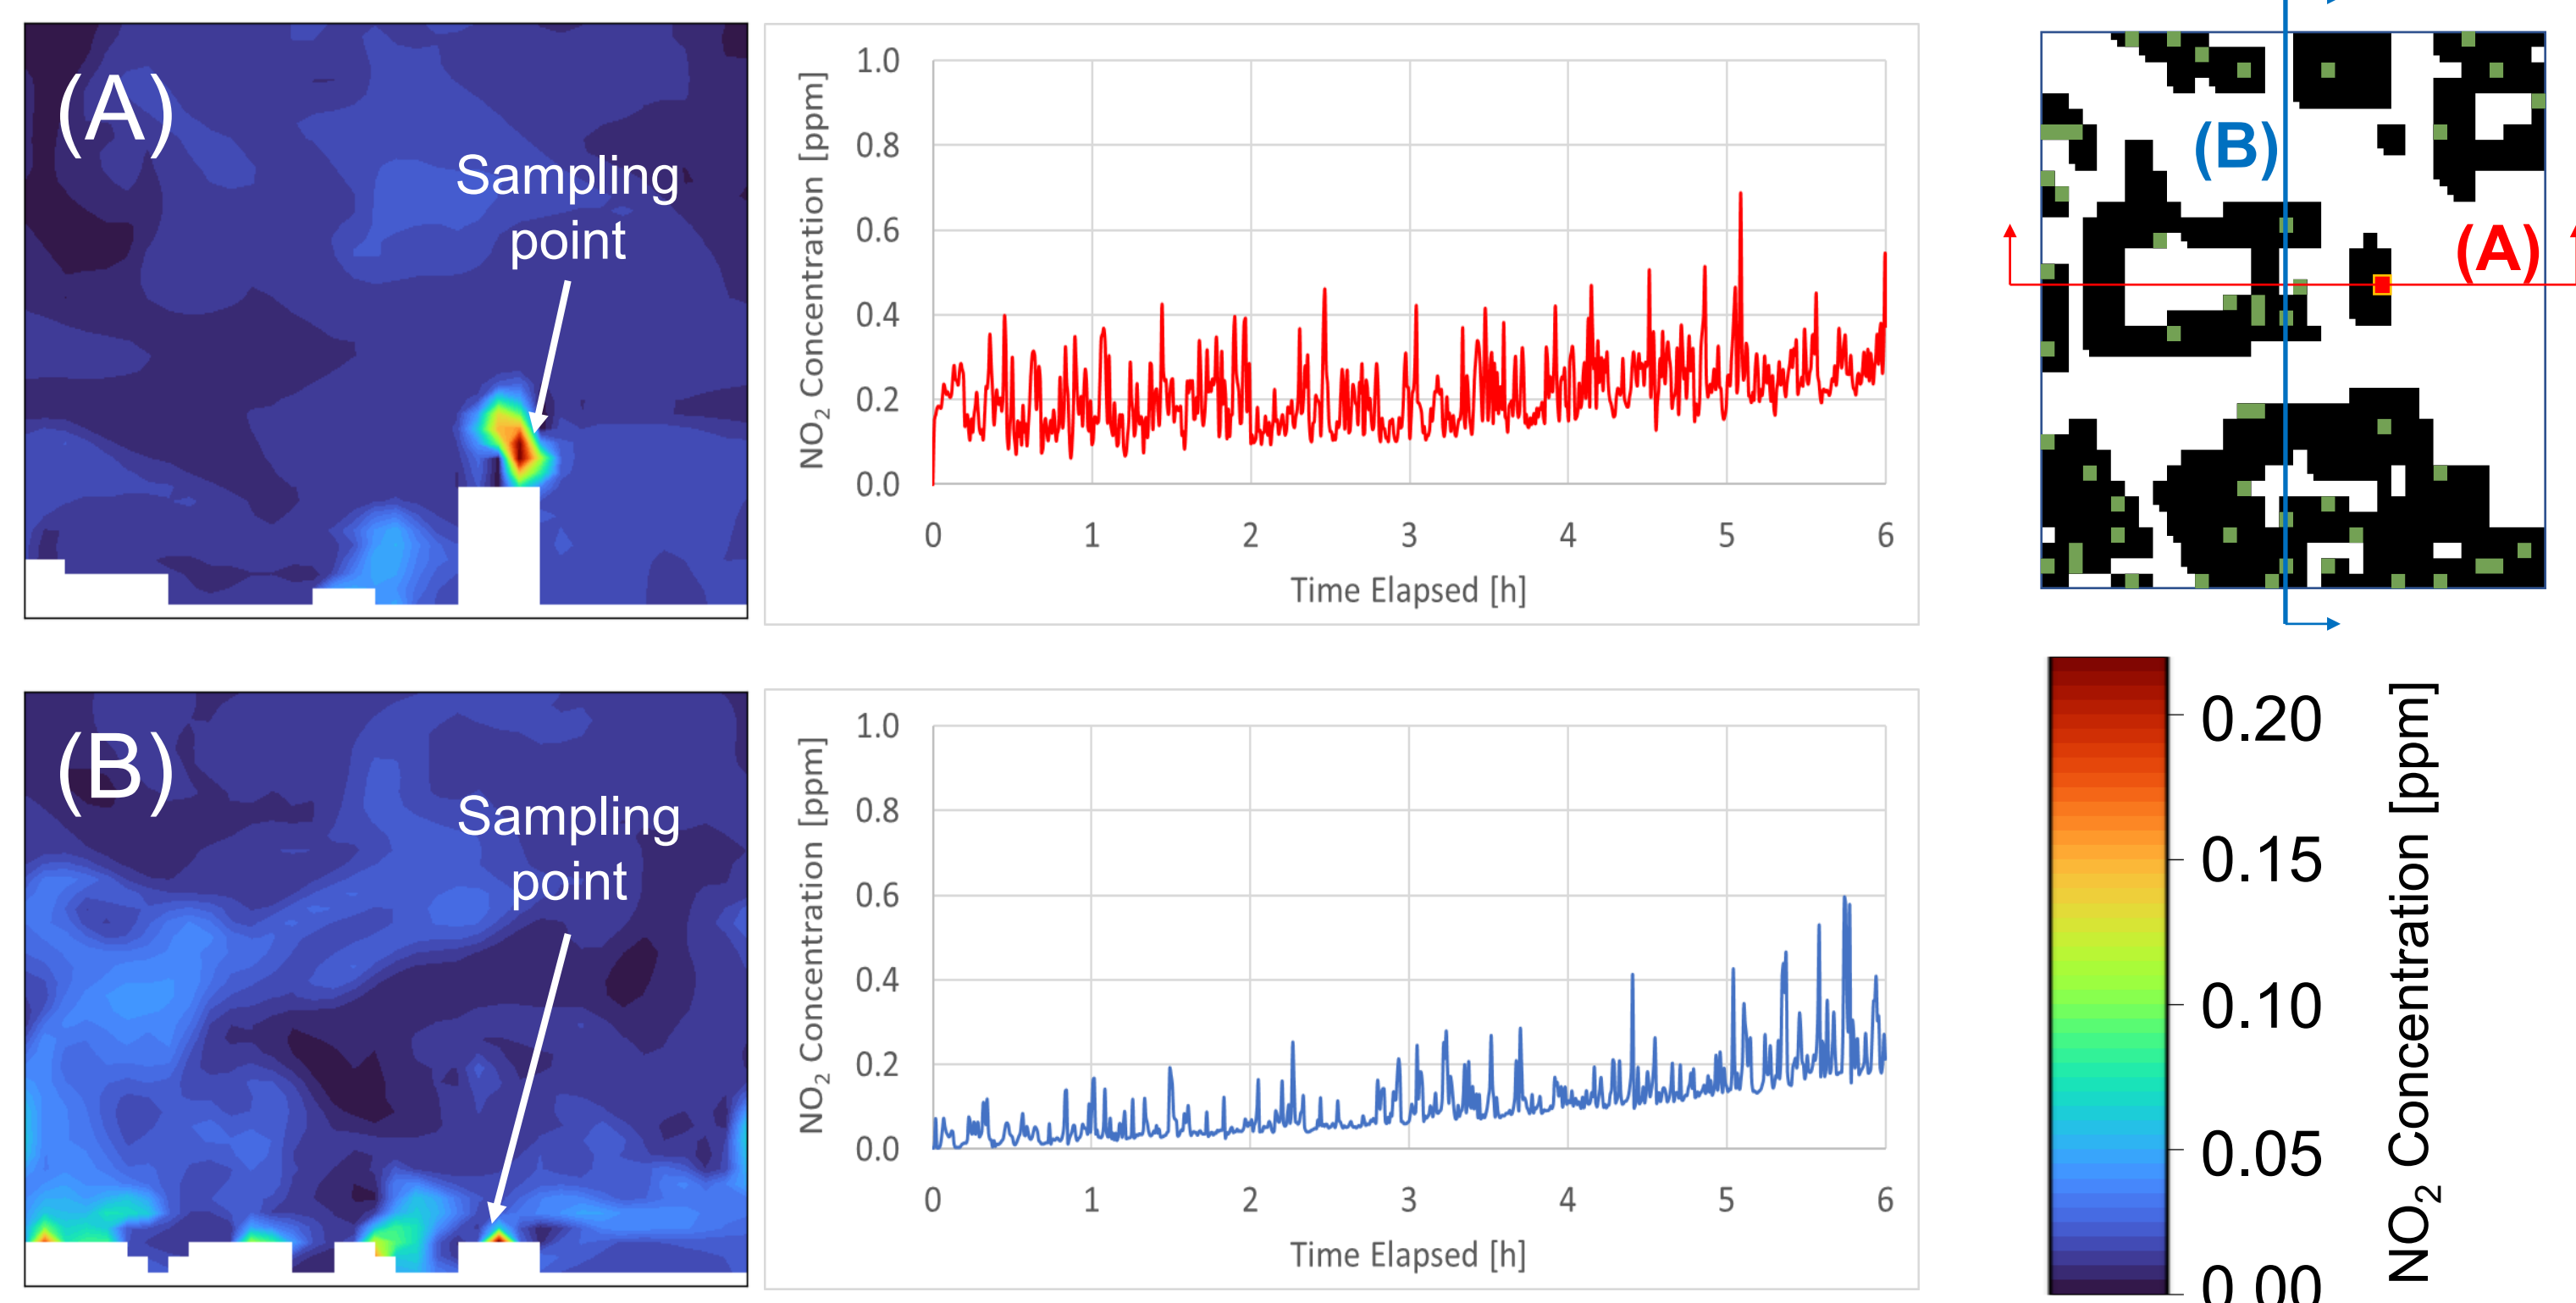 (A)
Sampling
point
NO2 Concentration [ppm]
1.0
0.8
0.6
0.4
0.2
0.0
0 1 2 3 4 5 6
Time Elapsed [h]
(B)
(A)
(B)
Sampling
point
NO2 Concentration [ppm]
1.0
0.8
0.6
0.4
0.2
0.0
0 1 2 3 4 5 6
Time Elapsed [h]
0.20
0.15
0.10
0.05
0.00
NO2 Concentration [ppm]